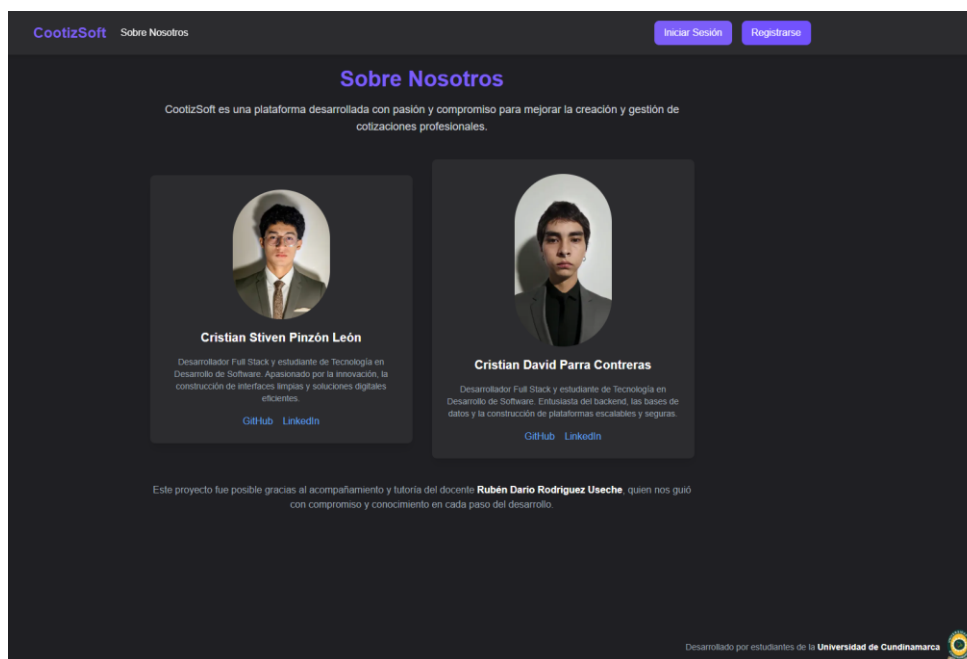 CootizSoft Sobre Nosotros Iniciar Sesión Registrarse
Sobre Nosotros
CootizSoft es una plataforma desarrollada con pasión y compromiso para mejorar la creación y gestión de
cotizaciones profesionales.
Cristian Stiven Pinzón León
Desarrollador Full Stack y estudiante de Tecnología en
Desarrollo de Software. Apasionado por la innovación, la
construcción de interfaces limpias y soluciones digitales
eficientes.
GitHub LinkedIn
Cristian David Parra Contreras
Desarrollador Full Stack y estudiante de Tecnología en
Desarrollo de Software. Entusiasta del backend, las bases de
datos y la construcción de plataformas escalables y seguras.
GitHub LinkedIn
Este proyecto fue posible gracias al acompañamiento y tutoría del docente Rubén Dario Rodriguez Useche, quien nos guió
con compromiso y conocimiento en cada paso del desarrollo.
Desarrollado por estudiantes de la Universidad de Cundinamarca